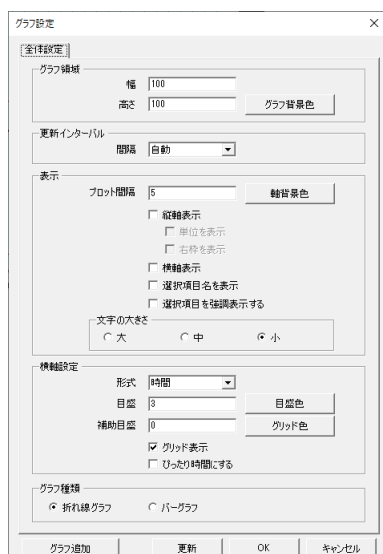 グラフ設定
全体設定
グラフ領域
幅 100
高さ 100 グラフ背景色
更新インターバル
間隔 自動
表示
プロット間隔 5 軸背景色
縦軸表示
単位を表示
右枠を表示
横軸表示
選択項目名を表示
選択項目を強調表示する
文字の大きさ
大 中 小
横軸設定
形式 時間
目盛 3 目盛色
補助目盛 0 グリッド色
グリッド表示
ぴったり時間にする
グラフ種類
折れ線グラフ バーグラフ
グラフ追加 更新 OK キャンセル